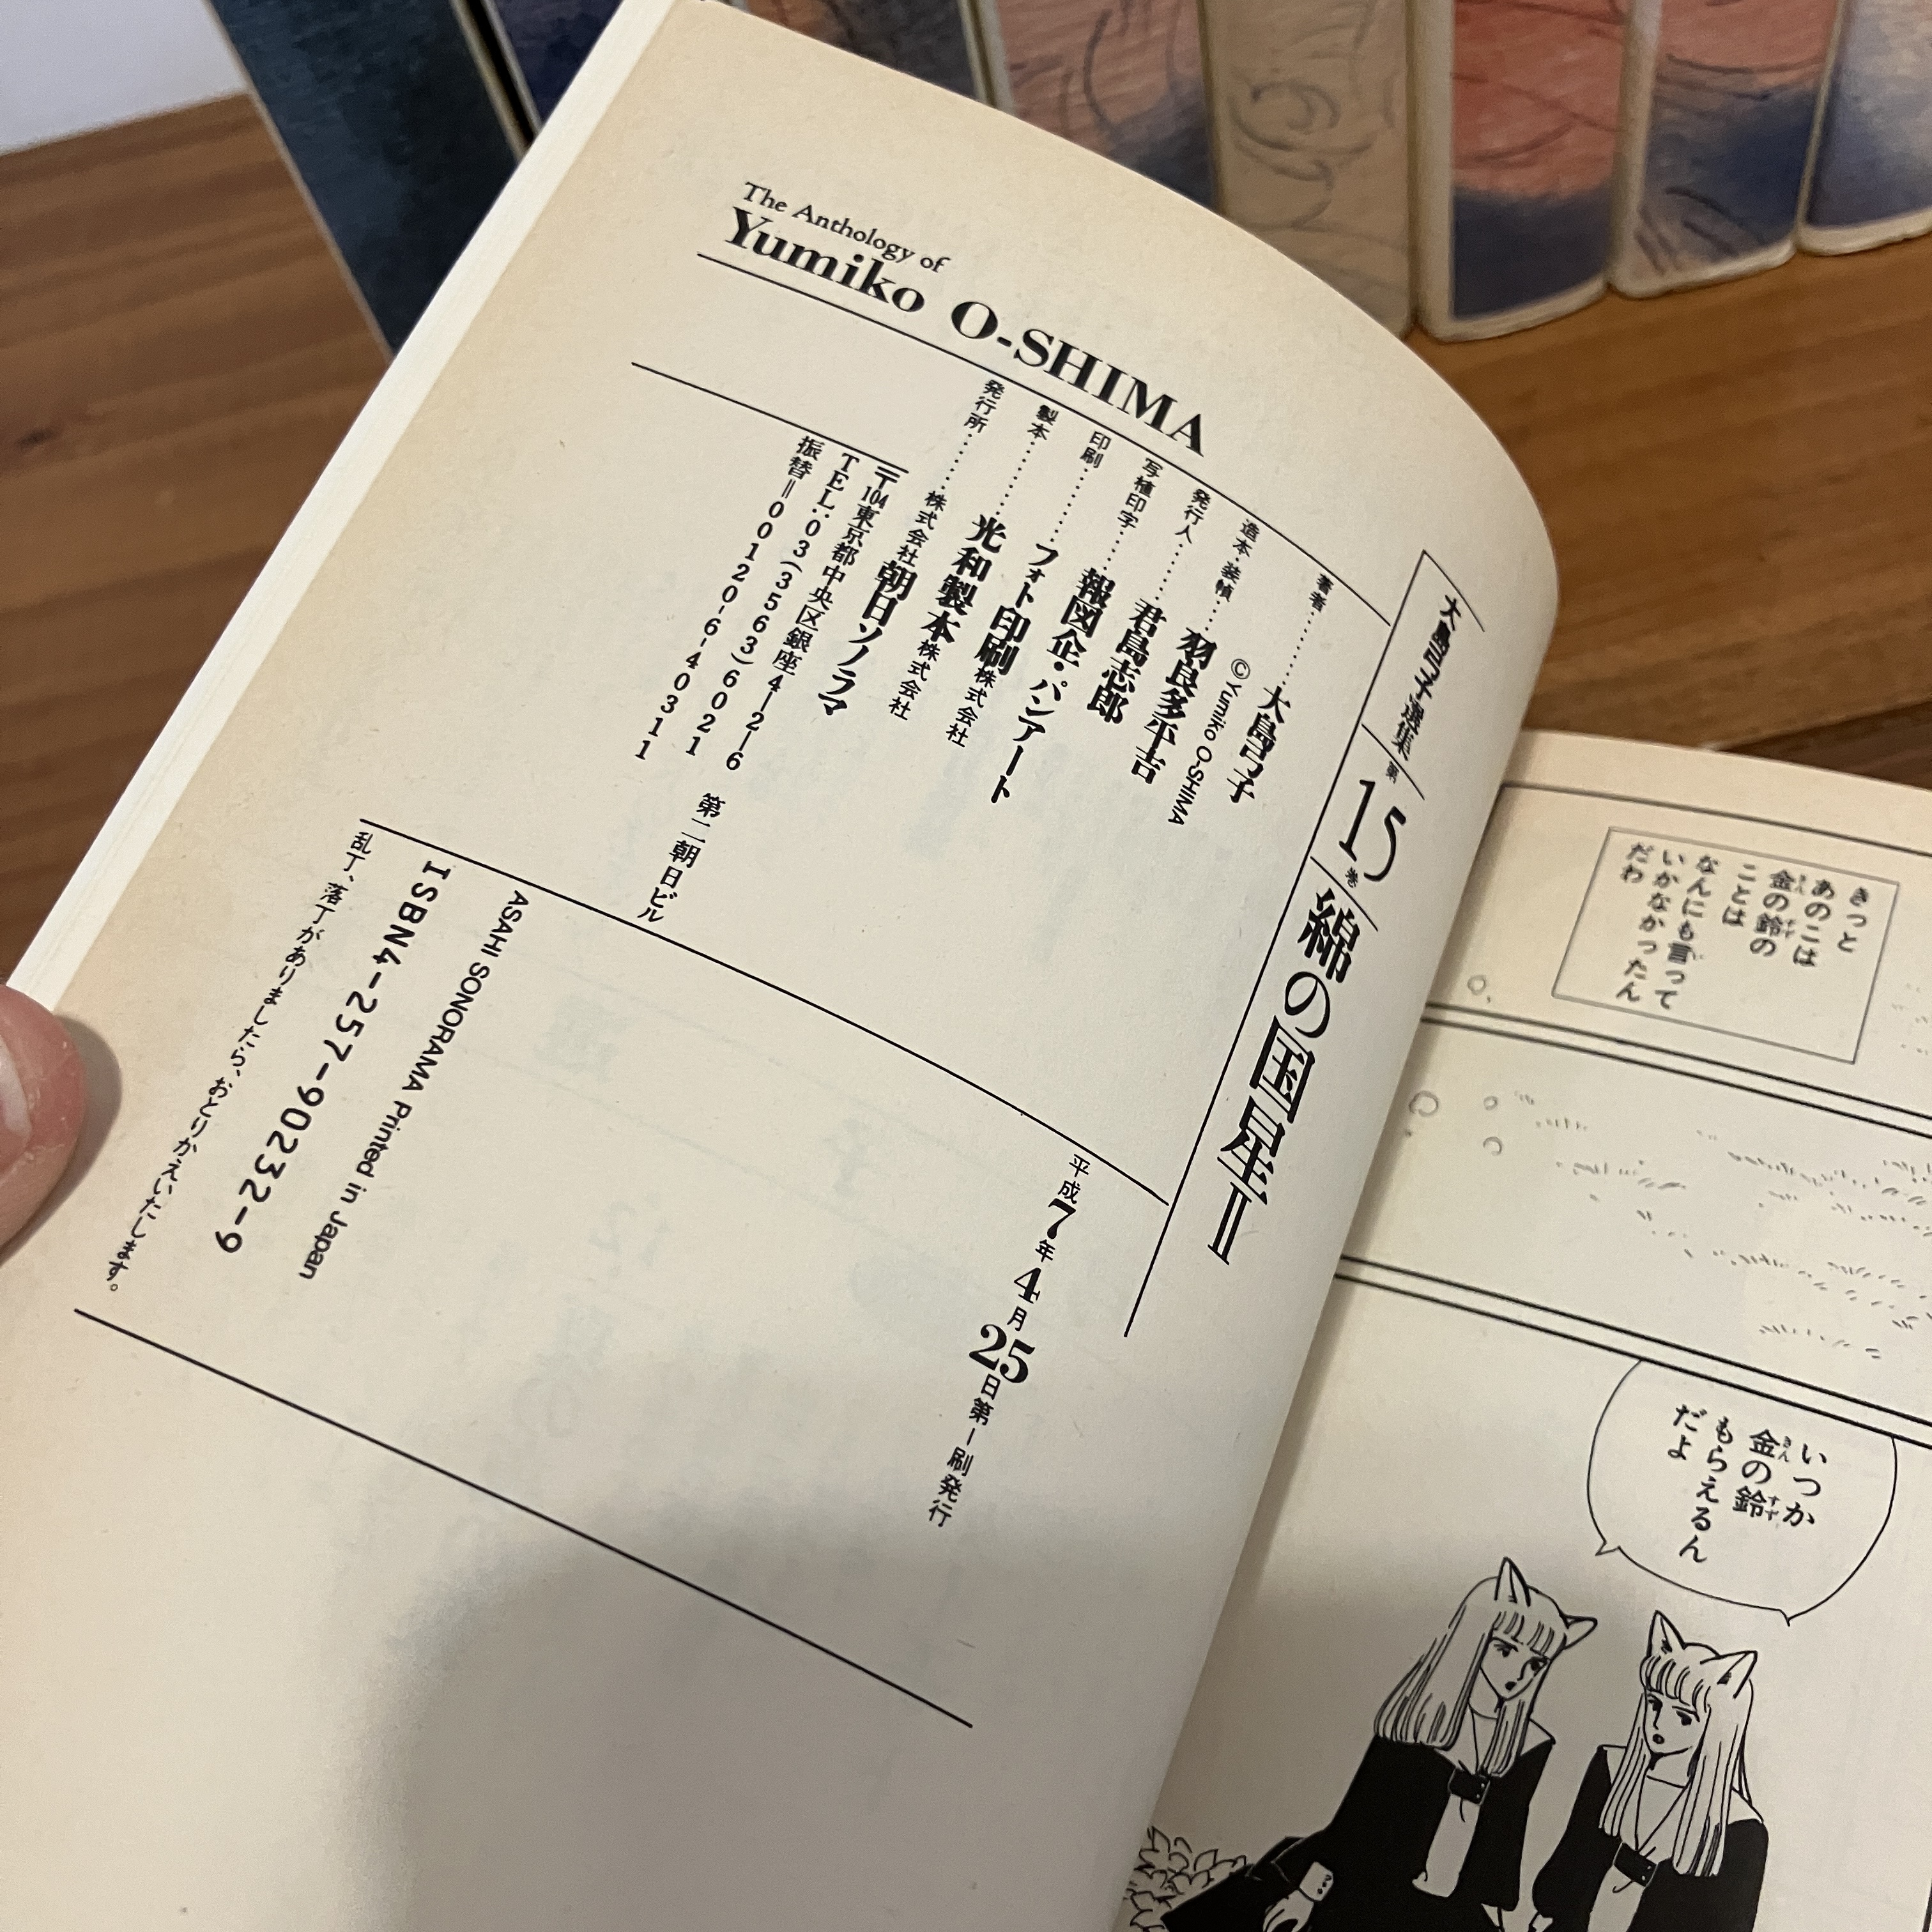 The Anthology of
Yumiko O-SHIMA
大島弓子選集 第15巻 綿の国星II
著者………大島弓子
©Yumiko O-SHIMA
造本・装幀…羽良多平吉
発行人………君島志郎
写植印字……報図企・パンアート
印刷…………フォト印刷株式会社
製本…………光和製本株式会社
発行所………株式会社朝日ソノラマ
〒104東京都中央区銀座4—2—6 第二朝日ビル
TEL:03(3563)6021
振替=00120-6-40311
平成7年4月25日第1刷発行
ASAHI SONORAMA Printed in Japan
ISBN4-257-90232-9
乱丁、落丁がありましたら、おとりかえいたします。
きっと
あのこは
金の鈴の
ことは
なんにも言って
いかなかったん
だわ
いつか
金の鈴
もらえるん
だよ